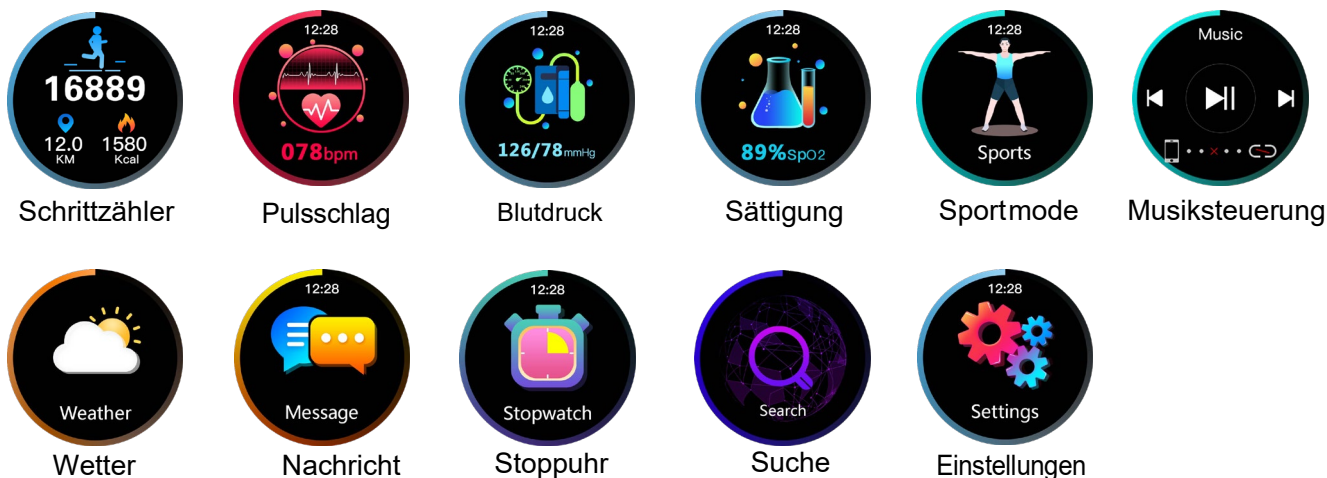 16889
12.0
KM
1580
Kcal
12:28
078bpm
12:28
126/78mmHg
12:28
89%SpO2
12:28
Sports
Music
Schrittzähler
Pulsschlag
Blutdruck
Sättigung
Sportmode
Musiksteuerung
Weather
12:28
Message
12:28
Stopwatch
Search
12:28
Settings
Wetter
Nachricht
Stoppuhr
Suche
Einstellungen